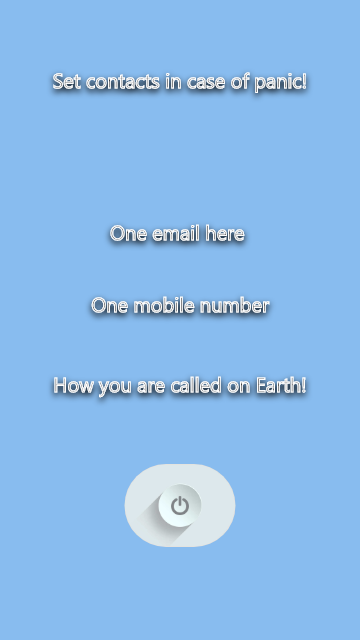 Set contacts in case of panic!
One email here
One mobile number
How you are called on Earth!